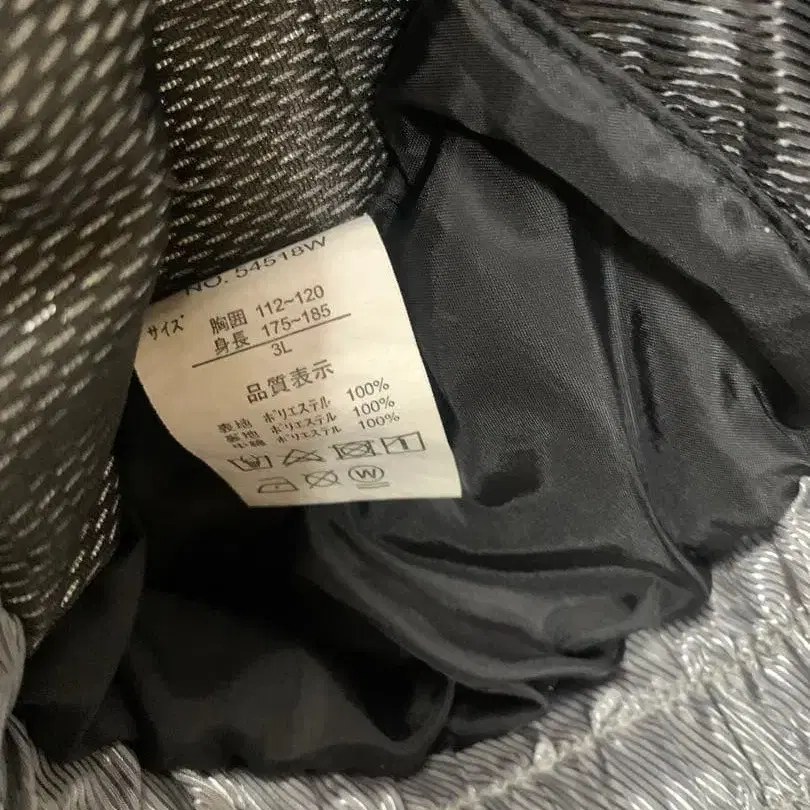 NO. 54518W
サイズ 胸囲 112~120
身長 175~185
3L
品質表示
表地 ポリエステル 100%
裏地 ポリエステル 100%
中綿 ポリエステル 100%
W